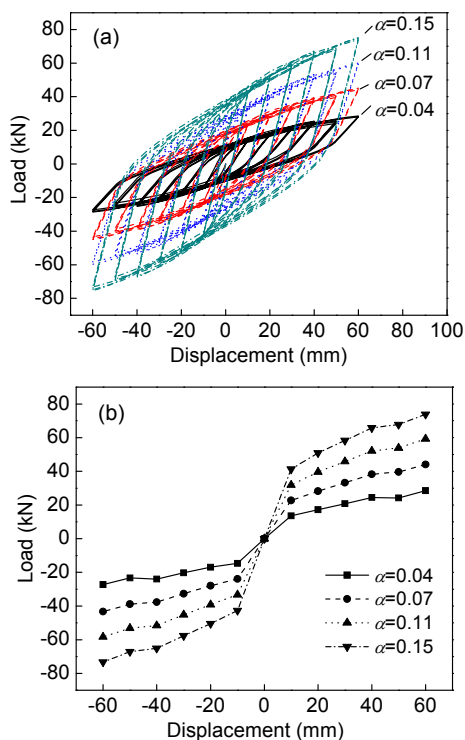 (a)
α=0.15
α=0.11
α=0.07
α=0.04
80
60
40
20
0
-20
-40
-60
-80
Load (kN)
-60 -40 -20 0 20 40 60 80 100
Displacement (mm)
(b)
80
60
40
20
0
-20
-40
-60
-80
Load (kN)
α=0.04
α=0.07
α=0.11
α=0.15
-60 -40 -20 0 20 40 60
Displacement (mm)